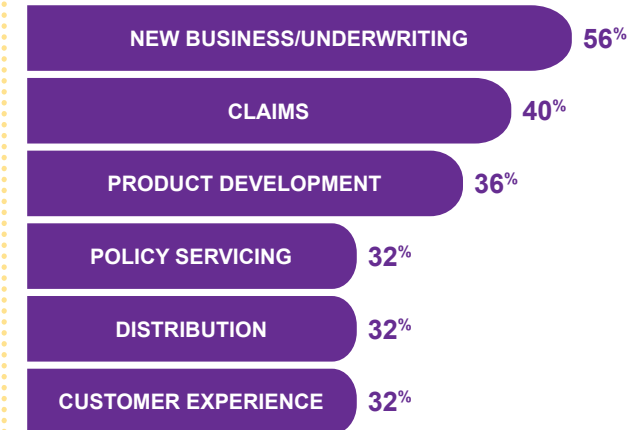 NEW BUSINESS/UNDERWRITING 56%
CLAIMS 40%
PRODUCT DEVELOPMENT 36%
POLICY SERVICING 32%
DISTRIBUTION 32%
CUSTOMER EXPERIENCE 32%